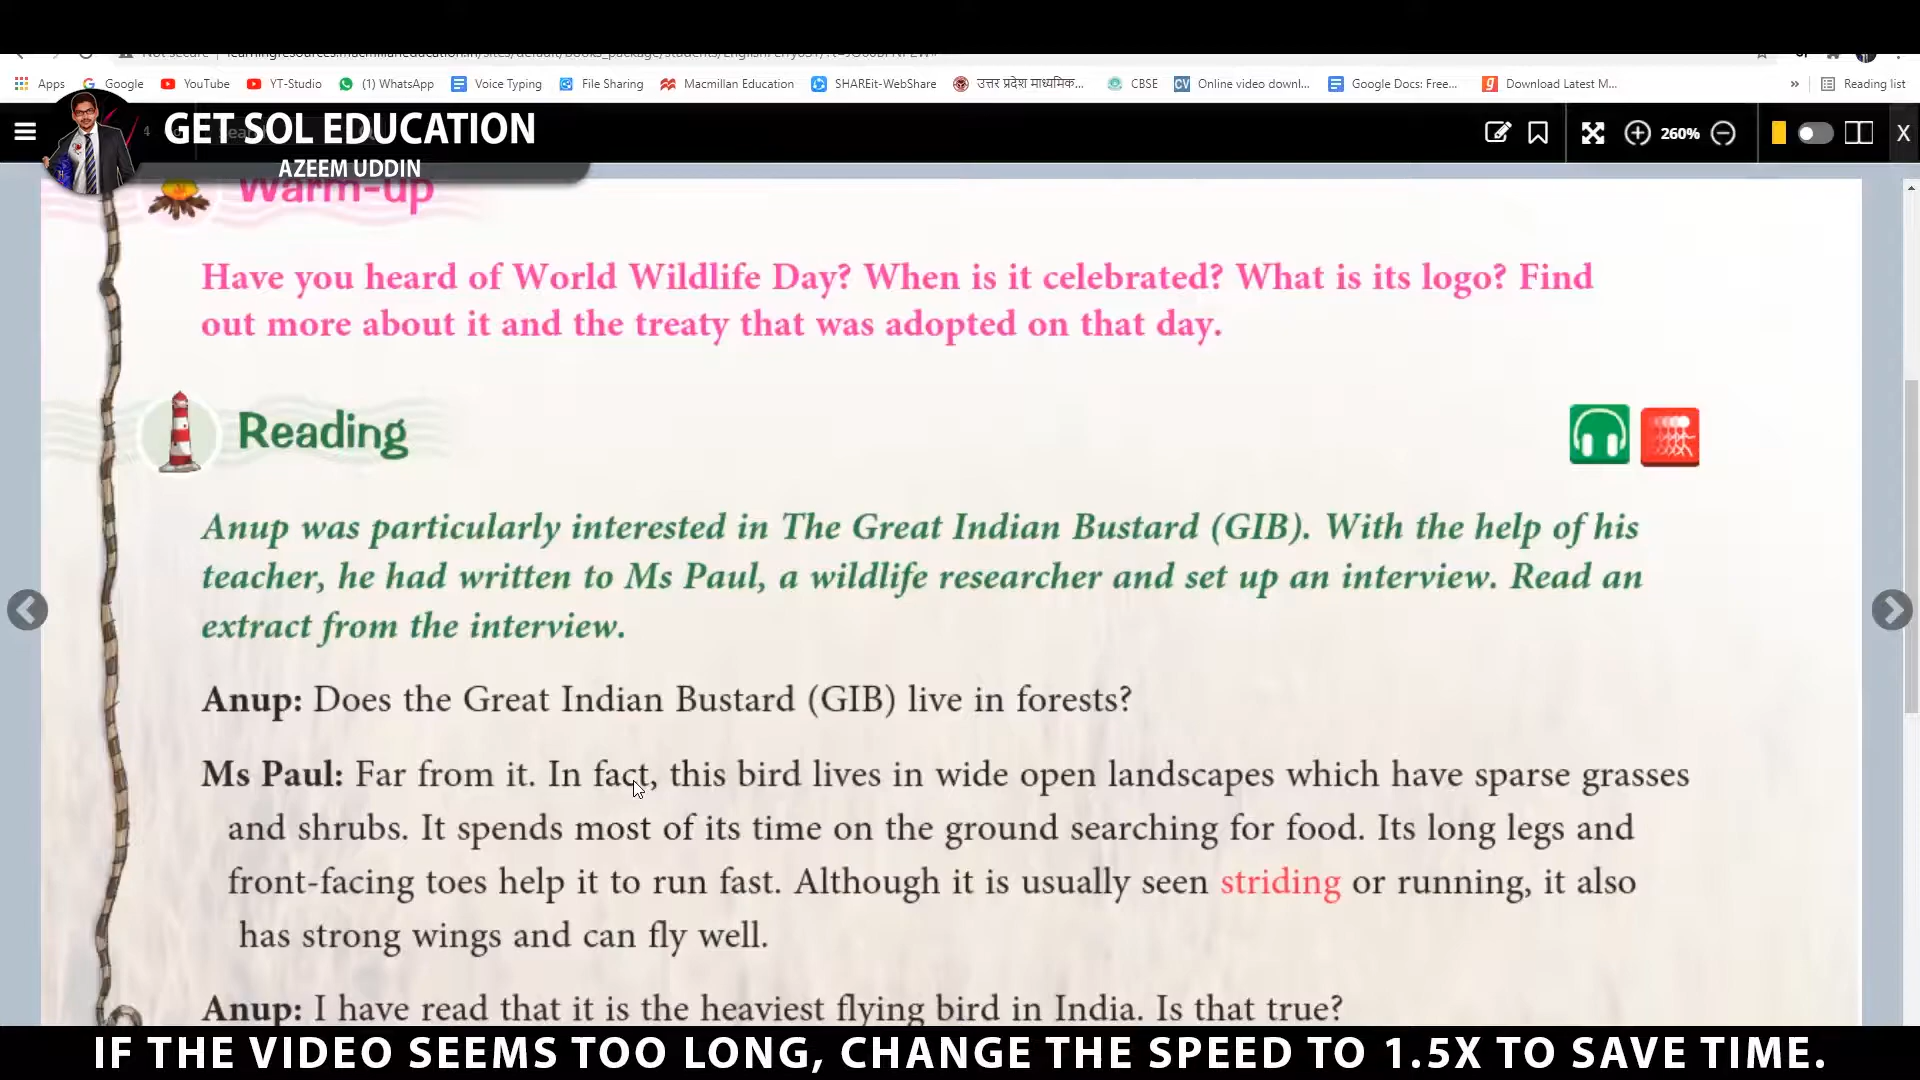 Apps Google YouTube YT-Studio (1) WhatsApp Voice Typing File Sharing Macmillan Education SHAREit-WebShare उत्तर प्रदेश माध्यमिक... CBSE Online video downl... Google Docs: Free... Download Latest M... » Reading list
GET SOL EDUCATION
260%
X
AZEEM UDDIN
Warm-up
Have you heard of World Wildlife Day? When is it celebrated? What is its logo? Find
out more about it and the treaty that was adopted on that day.
Reading
Anup was particularly interested in The Great Indian Bustard (GIB). With the help of his
teacher, he had written to Ms Paul, a wildlife researcher and set up an interview. Read an
extract from the interview.
Anup: Does the Great Indian Bustard (GIB) live in forests?
Ms Paul: Far from it. In fact, this bird lives in wide open landscapes which have sparse grasses
and shrubs. It spends most of its time on the ground searching for food. Its long legs and
front-facing toes help it to run fast. Although it is usually seen striding or running, it also
has strong wings and can fly well.
Anup: I have read that it is the heaviest flying bird in India. Is that true?
IF THE VIDEO SEEMS TOO LONG, CHANGE THE SPEED TO 1.5X TO SAVE TIME.